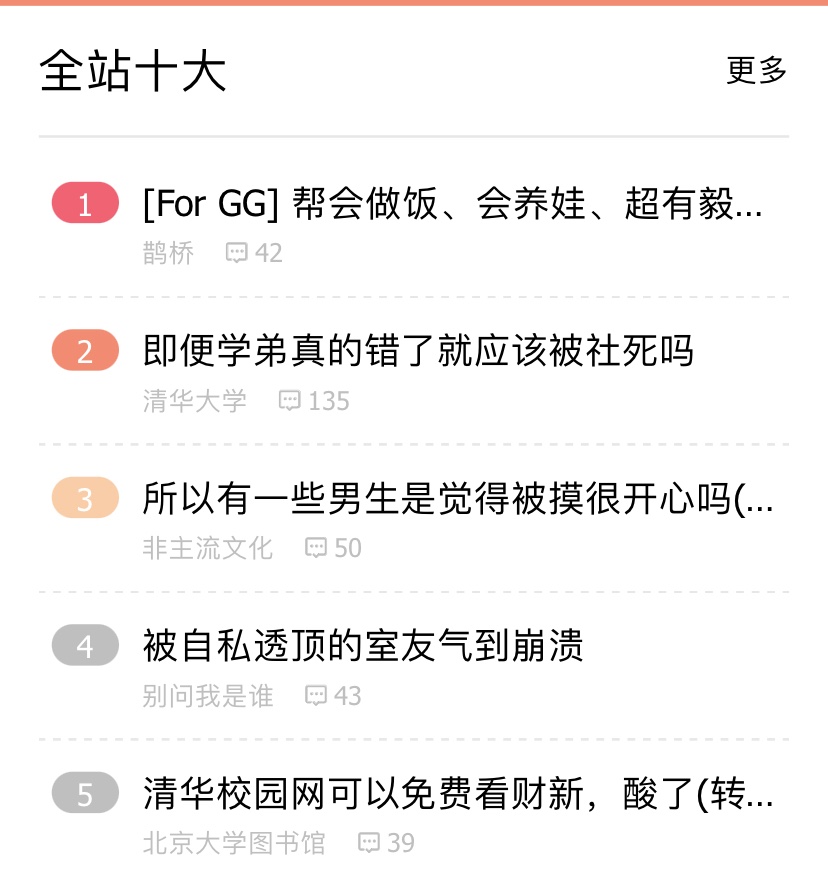 全站十大
更多
1 [For GG] 帮会做饭、会养娃、超有毅...
鹊桥 42
2 即便学弟真的错了就应该被社死吗
清华大学 135
3 所以有一些男生是觉得被摸很开心吗(...
非主流文化 50
4 被自私透顶的室友气到崩溃
别问我是谁 43
5 清华校园网可以免费看财新，酸了(转...
北京大学图书馆 39